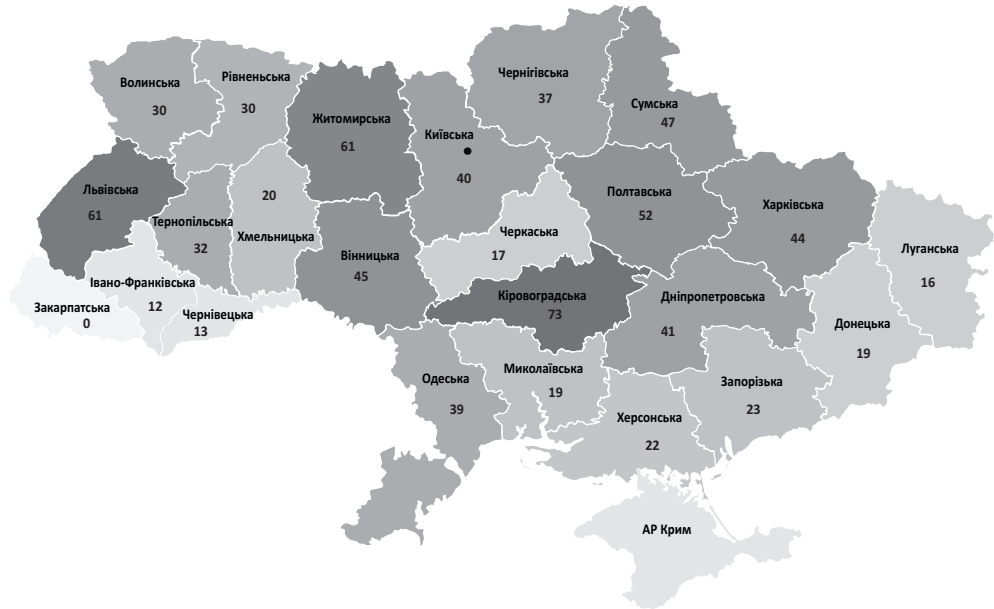 Чернігівська
37
Сумська
47
Рівненська
30
Волинська
30
Житомирська
61
Київська
40
Львівська
61
20
Хмельницька
Тернопільська
32
Полтавська
52
Харківська
44
Черкаська
17
Вінницька
45
Луганська
16
Івано-Франківська
12
Закарпатська
0
Чернівецька
13
Кіровоградська
73
Дніпропетровська
41
Донецька
19
Одеська
39
Миколаївська
19
Запорізька
23
Херсонська
22
АР Крим